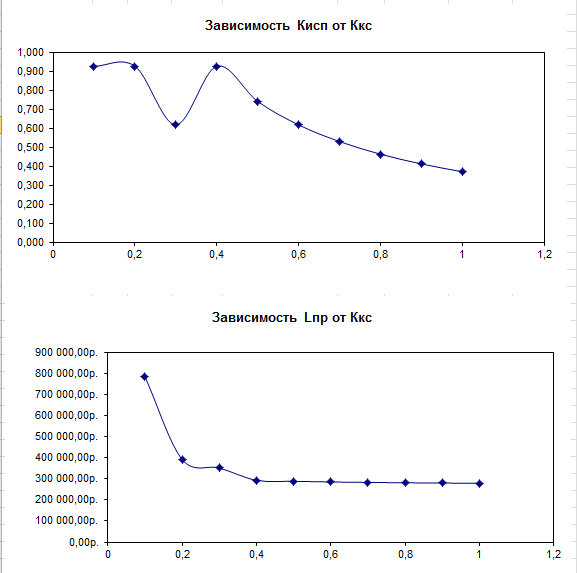 Зависимость Кисп от Ккс
1,000
0,900
0,800
0,700
0,600
0,500
0,400
0,300
0,200
0,100
0,000
0 0,2 0,4 0,6 0,8 1 1,2
Зависимость Lпр от Ккс
900 000,00р.
800 000,00р.
700 000,00р.
600 000,00р.
500 000,00р.
400 000,00р.
300 000,00р.
200 000,00р.
100 000,00р.
0,00р.
0 0,2 0,4 0,6 0,8 1 1,2